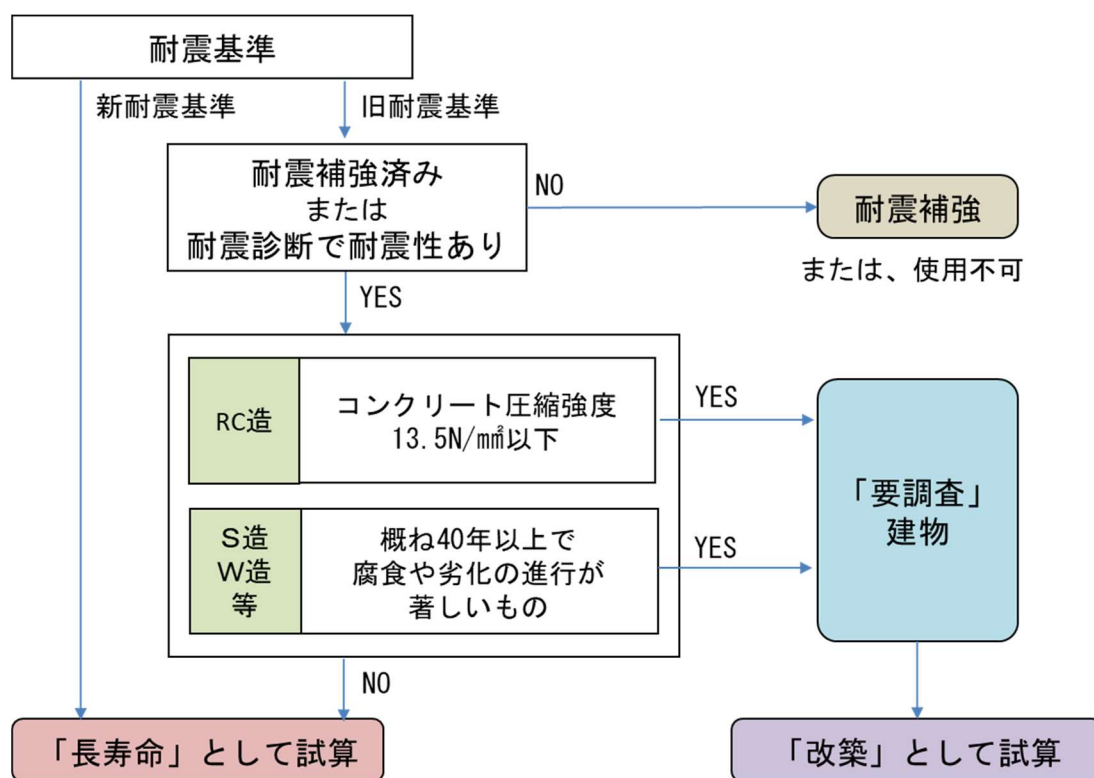 耐震基準
新耐震基準
旧耐震基準
耐震補強済み
または
耐震診断で耐震性あり
NO
耐震補強
または、使用不可
YES
RC造
コンクリート圧縮強度
13.5N/㎟以下
YES
S造
W造
等
概ね40年以上で
腐食や劣化の進行が
著しいもの
YES
「要調査」
建物
NO
「長寿命」として試算
「改築」として試算